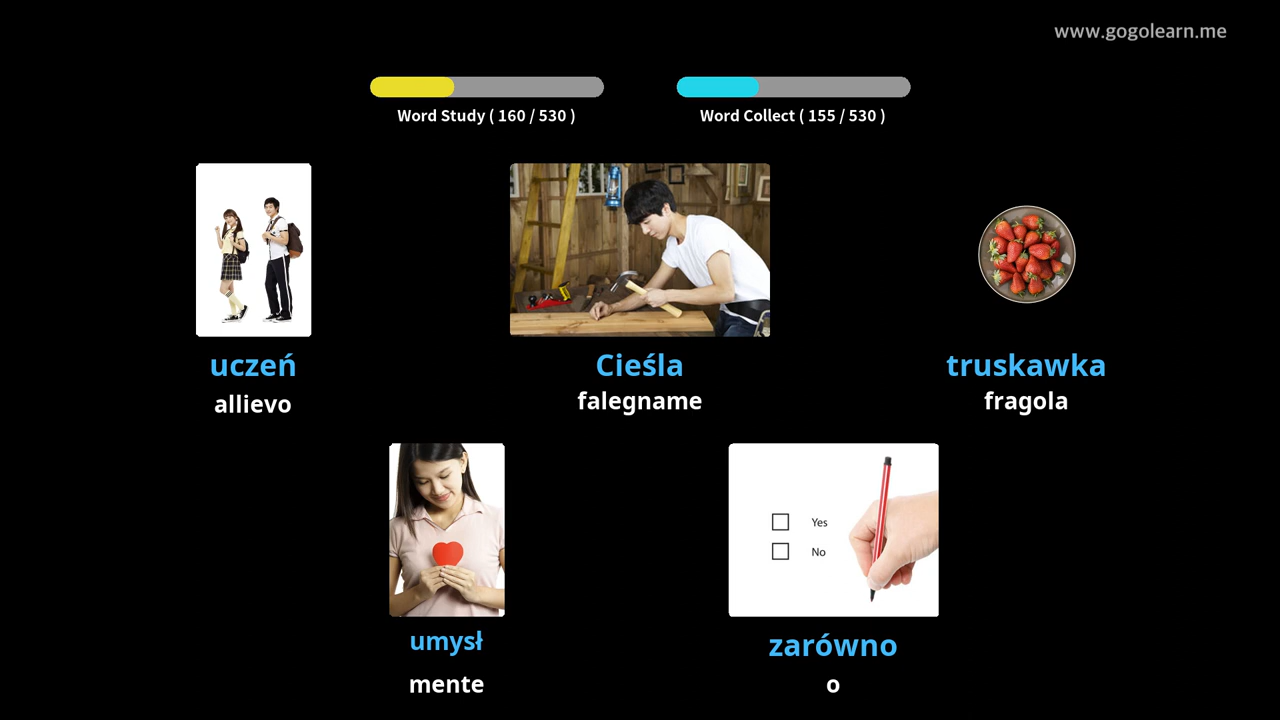 www.gogolearn.me
Word Study ( 160 / 530 )
Word Collect ( 155 / 530 )
uczeń
allievo
Cieśla
falegname
truskawka
fragola
umysł
mente
Yes
No
zarówno
o